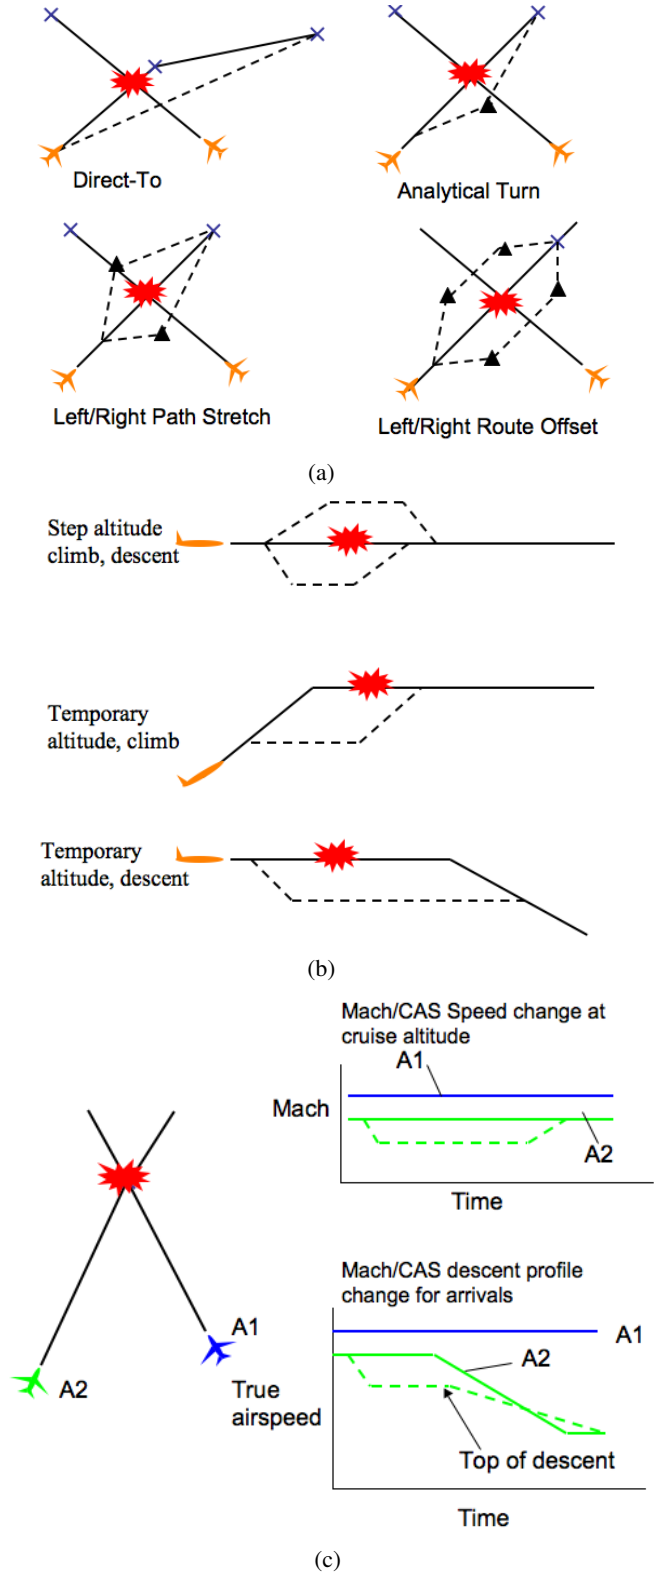 Direct-To
Analytical Turn
Left/Right Path Stretch
Left/Right Route Offset
(a)
Step altitude
climb, descent
Temporary
altitude, climb
Temporary
altitude, descent
(b)
Mach/CAS Speed change at
cruise altitude
A1
Mach
A2
Time
A1
A2
Mach/CAS descent profile
change for arrivals
A1
A2
True
airspeed
Top of descent
Time
(c)